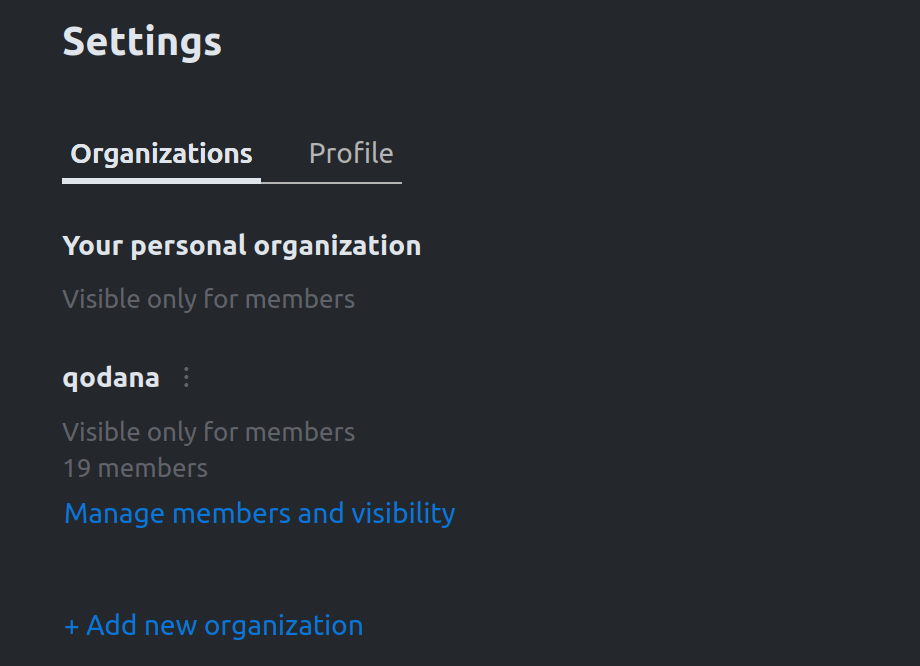 Settings
Organizations Profile
Your personal organization
Visible only for members
qodana
Visible only for members
19 members
Manage members and visibility
+ Add new organization